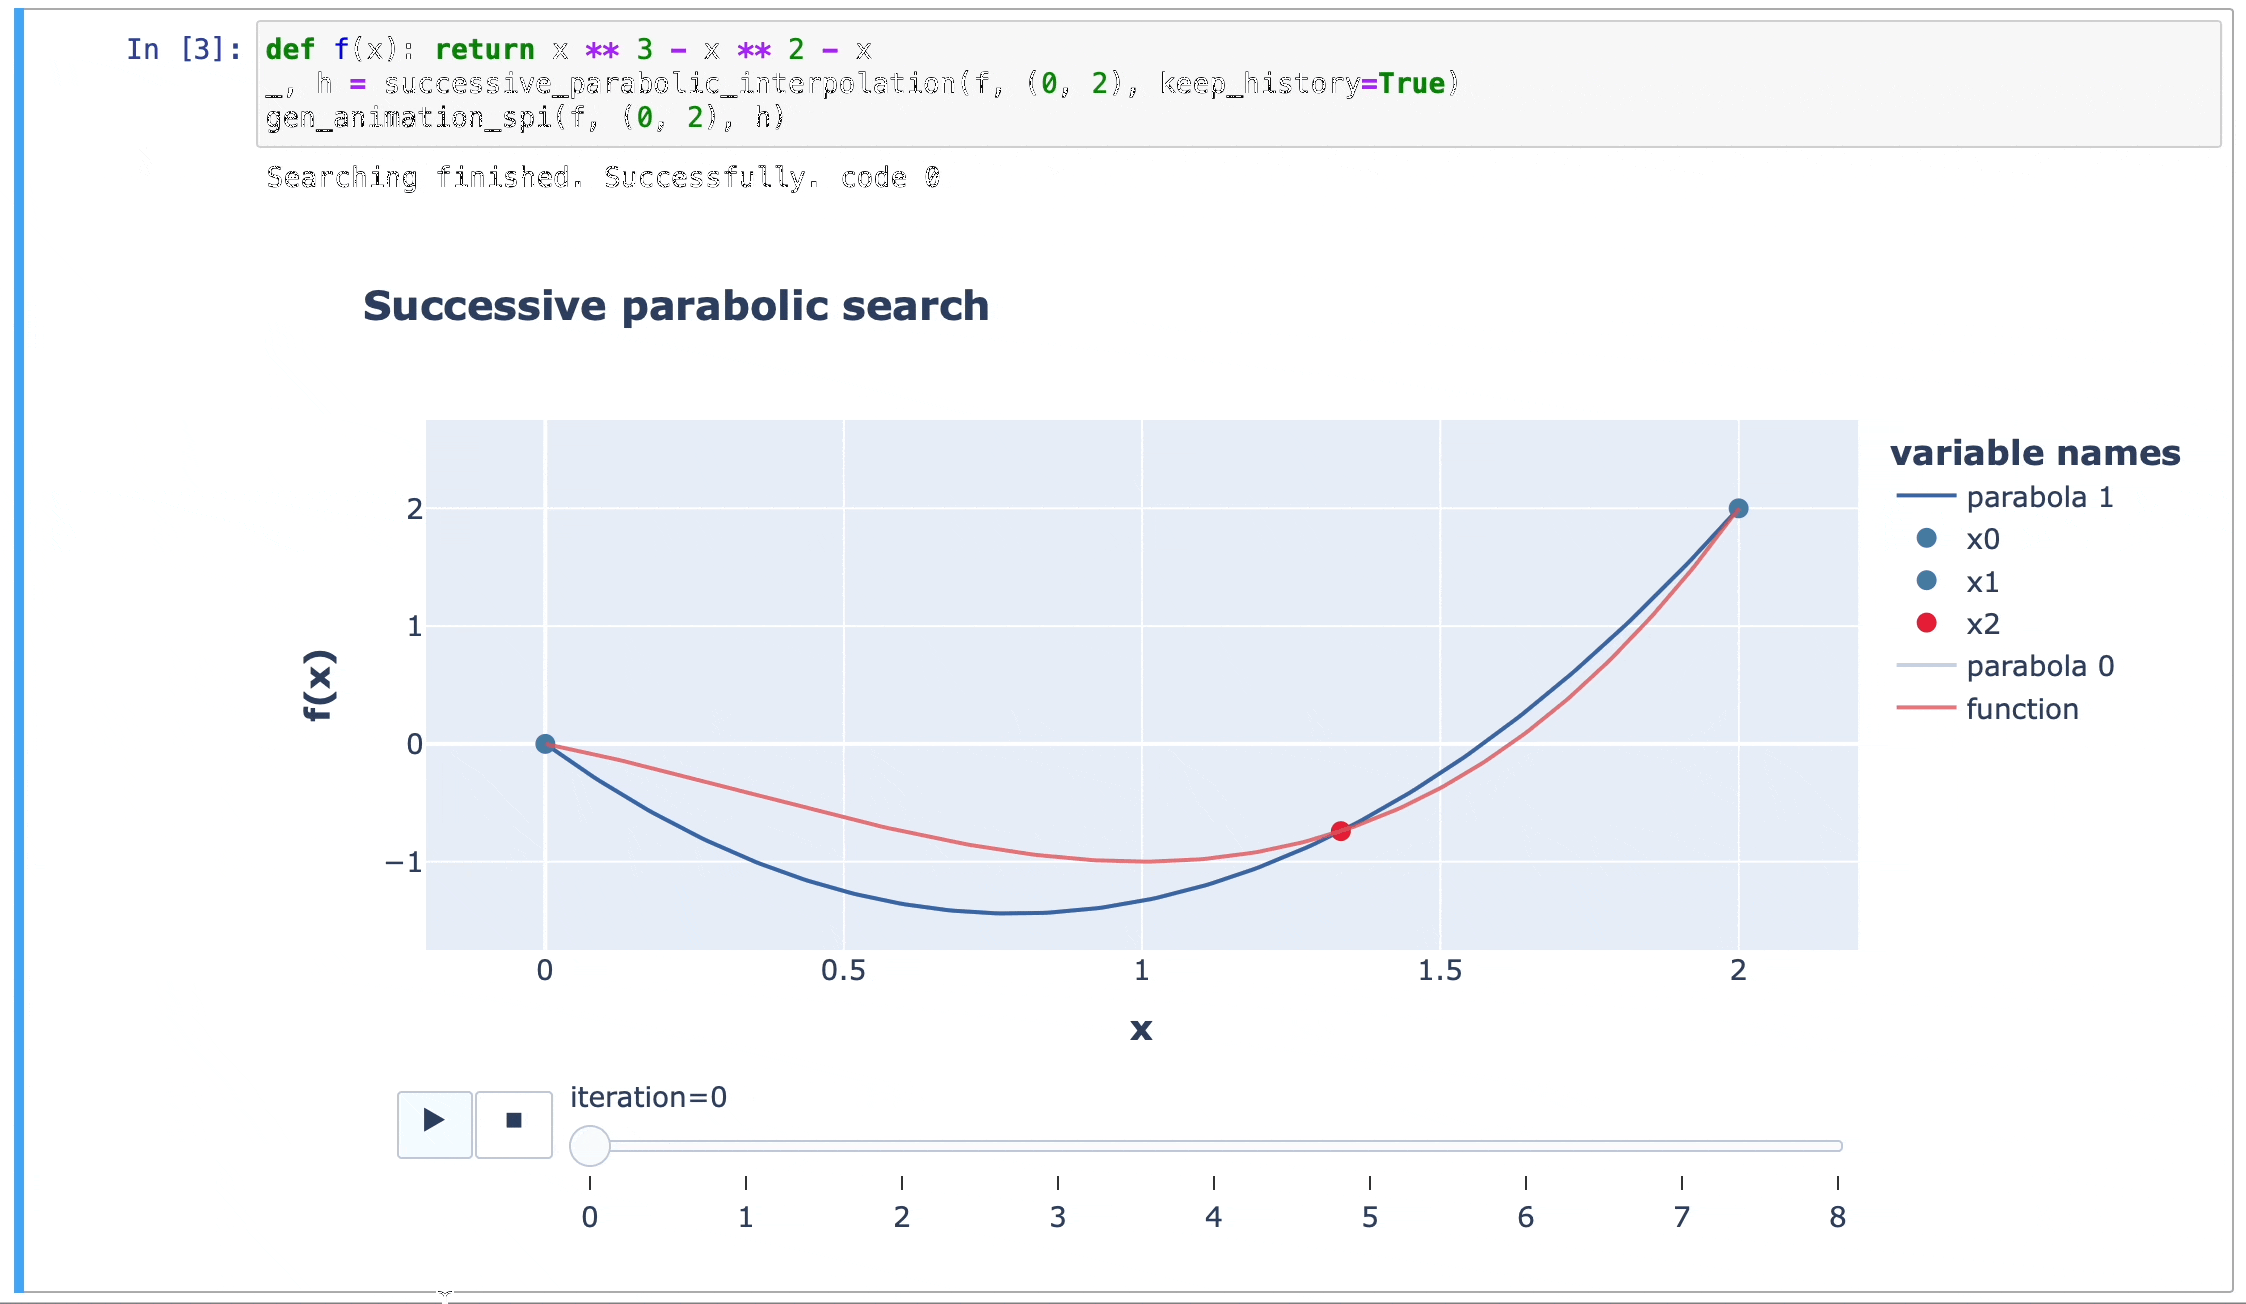 In [3]: def f(x): return x ** 3 - x ** 2 - x
_, h = successive_parabolic_interpolation(f, (0, 2), keep_history=True)
gen_animation_spi(f, (0, 2), h)
Searching finished. Successfully. code 0
Successive parabolic search
variable names
parabola 1
x0
x1
x2
parabola 0
function
f(x)
2
1
0
−1
0 0.5 1 1.5 2
x
▶ ■ iteration=0
0 1 2 3 4 5 6 7 8